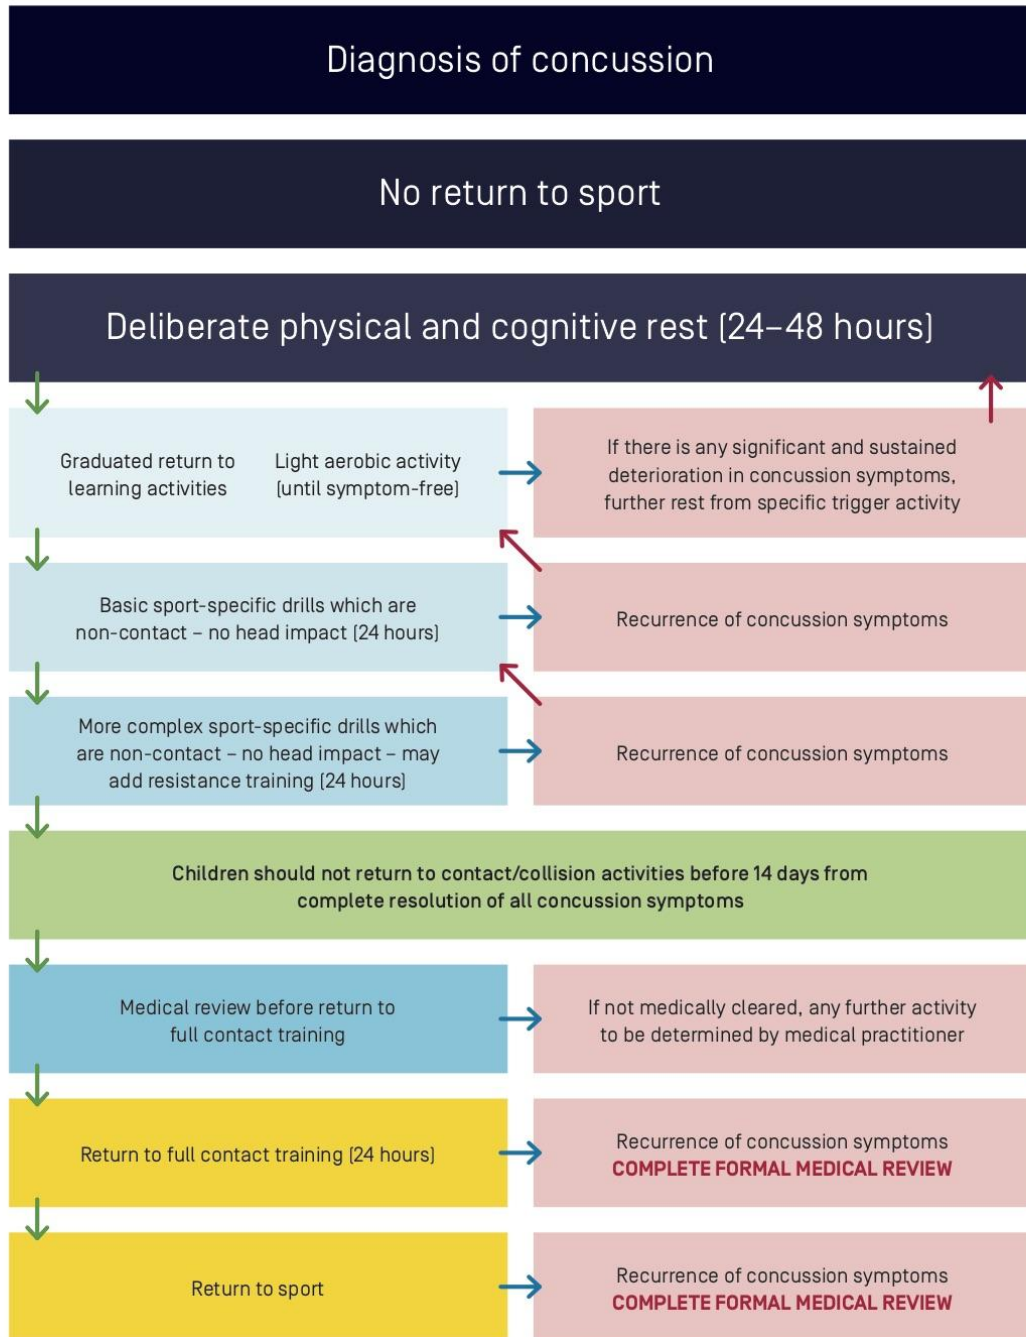 Diagnosis of concussion
No return to sport
Deliberate physical and cognitive rest (24–48 hours)
Graduated return to
learning activities
Light aerobic activity
(until symptom-free)
If there is any significant and sustained
deterioration in concussion symptoms,
further rest from specific trigger activity
Basic sport-specific drills which are
non-contact – no head impact (24 hours)
Recurrence of concussion symptoms
More complex sport-specific drills which
are non-contact – no head impact – may
add resistance training (24 hours)
Recurrence of concussion symptoms
Children should not return to contact/collision activities before 14 days from
complete resolution of all concussion symptoms
Medical review before return to
full contact training
If not medically cleared, any further activity
to be determined by medical practitioner
Return to full contact training (24 hours)
Recurrence of concussion symptoms
COMPLETE FORMAL MEDICAL REVIEW
Return to sport
Recurrence of concussion symptoms
COMPLETE FORMAL MEDICAL REVIEW